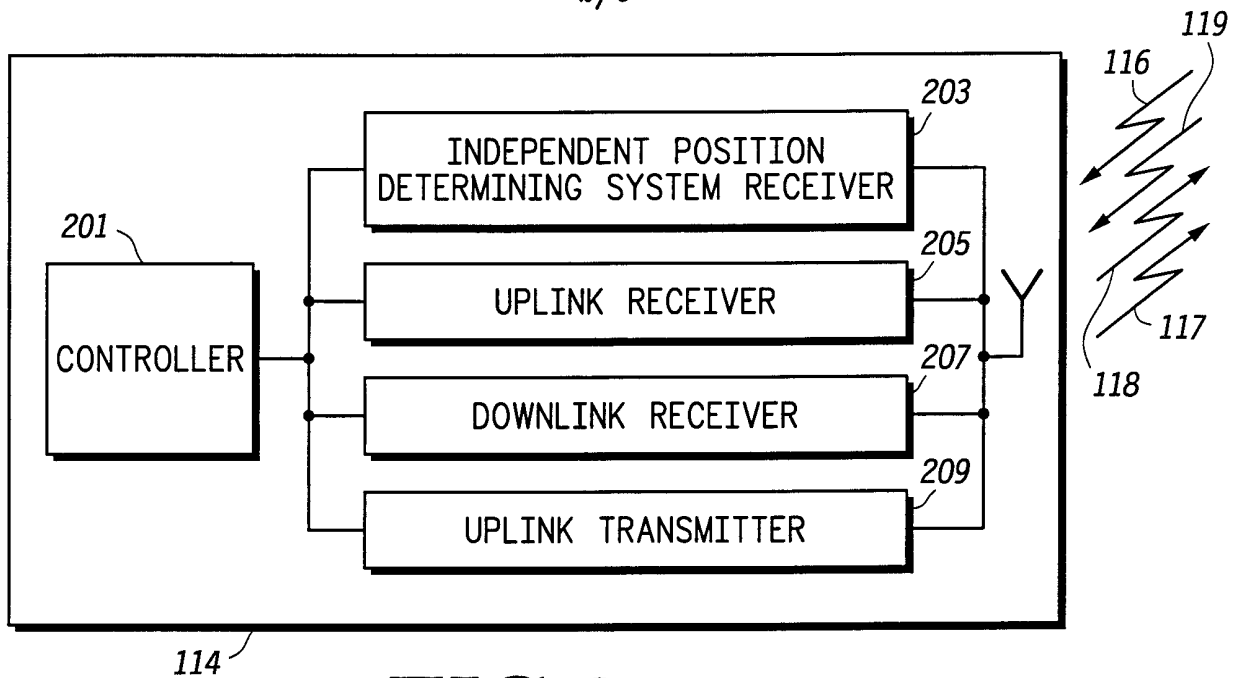 119
116
203
INDEPENDENT POSITION
DETERMINING SYSTEM RECEIVER
201
205
UPLINK RECEIVER
CONTROLLER
117
207
118
DOWNLINK RECEIVER
209
UPLINK TRANSMITTER
114